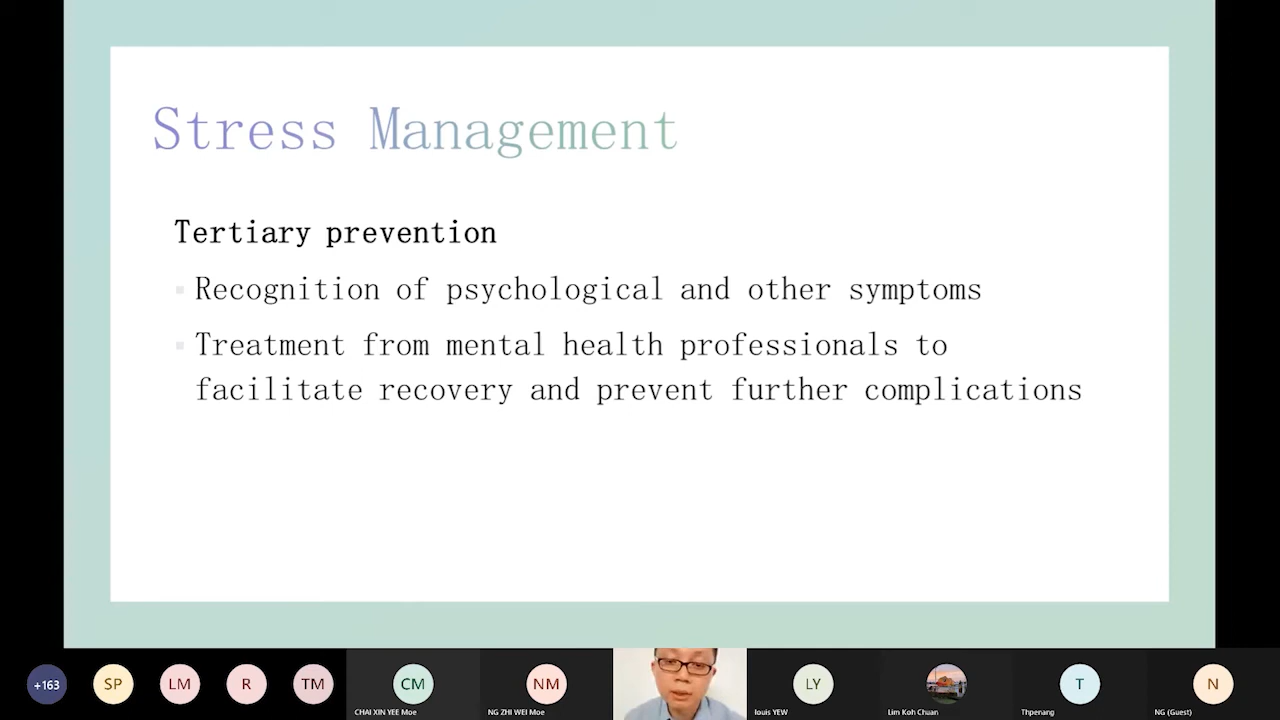 Stress Management
Tertiary prevention
Recognition of psychological and other symptoms
Treatment from mental health professionals to
facilitate recovery and prevent further complications
+163
SP
LM
R
TM
CM
NM
LY
T
N
CHAI XIN YEE Moe
NG ZHI WEI Moe
louis YEW
Lim Koh Chuan
Thpenang
NG (Guest)